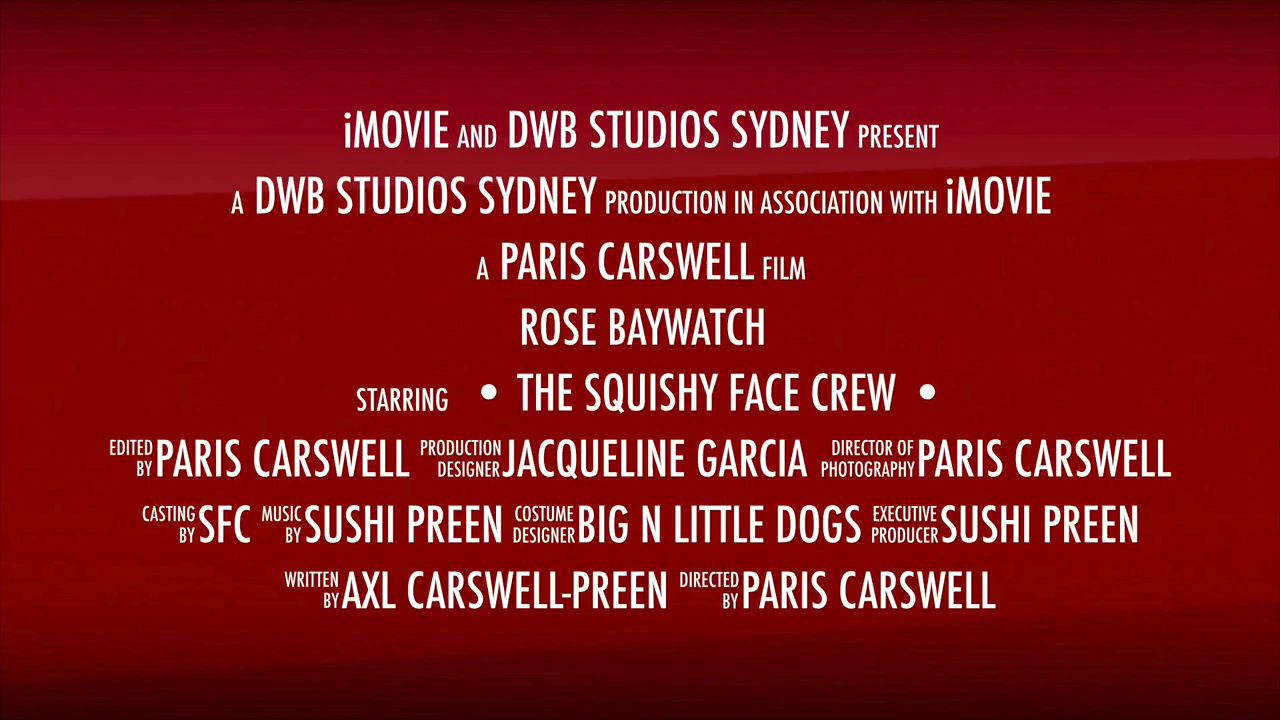 iMOVIE AND DWB STUDIOS SYDNEY PRESENT
A DWB STUDIOS SYDNEY PRODUCTION IN ASSOCIATION WITH iMOVIE
A PARIS CARSWELL FILM
ROSE BAYWATCH
STARRING • THE SQUISHY FACE CREW •
EDITED BY PARIS CARSWELL PRODUCTION DESIGNER JACQUELINE GARCIA DIRECTOR OF PHOTOGRAPHY PARIS CARSWELL
CASTING BY SFC MUSIC BY SUSHI PREEN COSTUME DESIGNER BIG N LITTLE DOGS EXECUTIVE PRODUCER SUSHI PREEN
WRITTEN BY AXL CARSWELL-PREEN DIRECTED BY PARIS CARSWELL